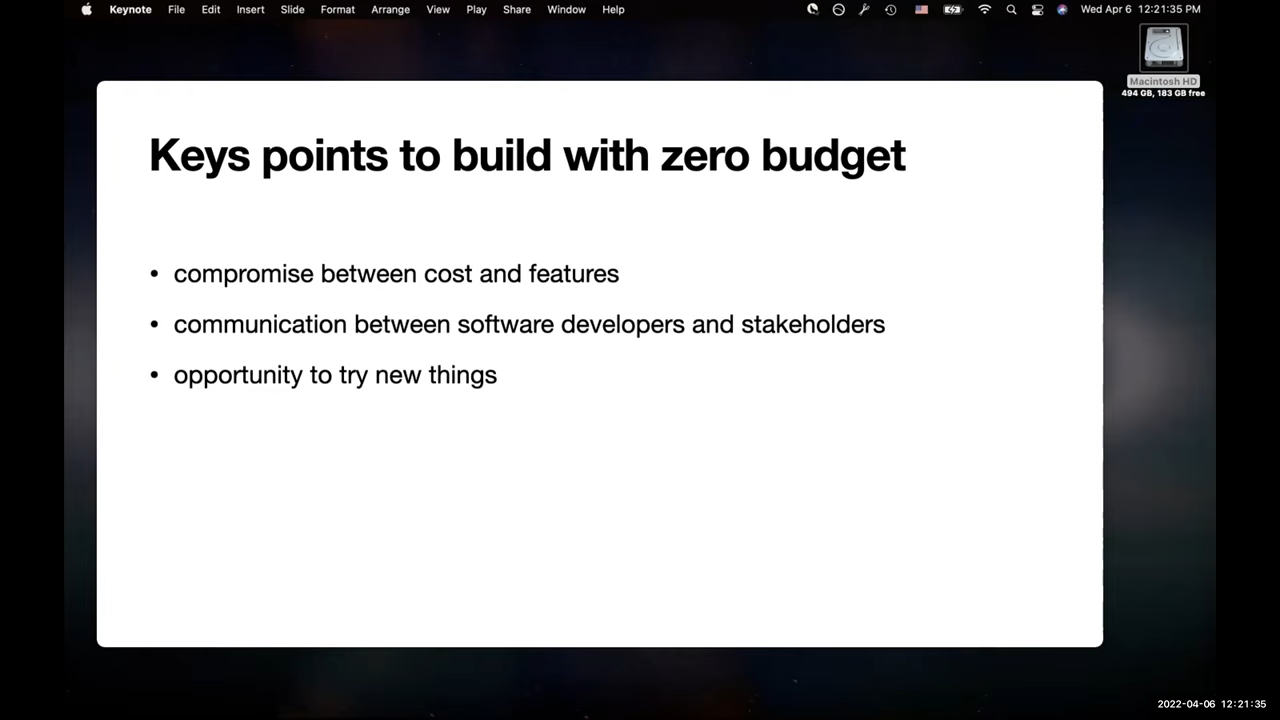 Keynote File Edit Insert Slide Format Arrange View Play Share Window Help Wed Apr 6 12:21:35 PM
Macintosh HD
494 GB, 183 GB free
Keys points to build with zero budget
• compromise between cost and features
• communication between software developers and stakeholders
• opportunity to try new things
2022-04-06 12:21:35